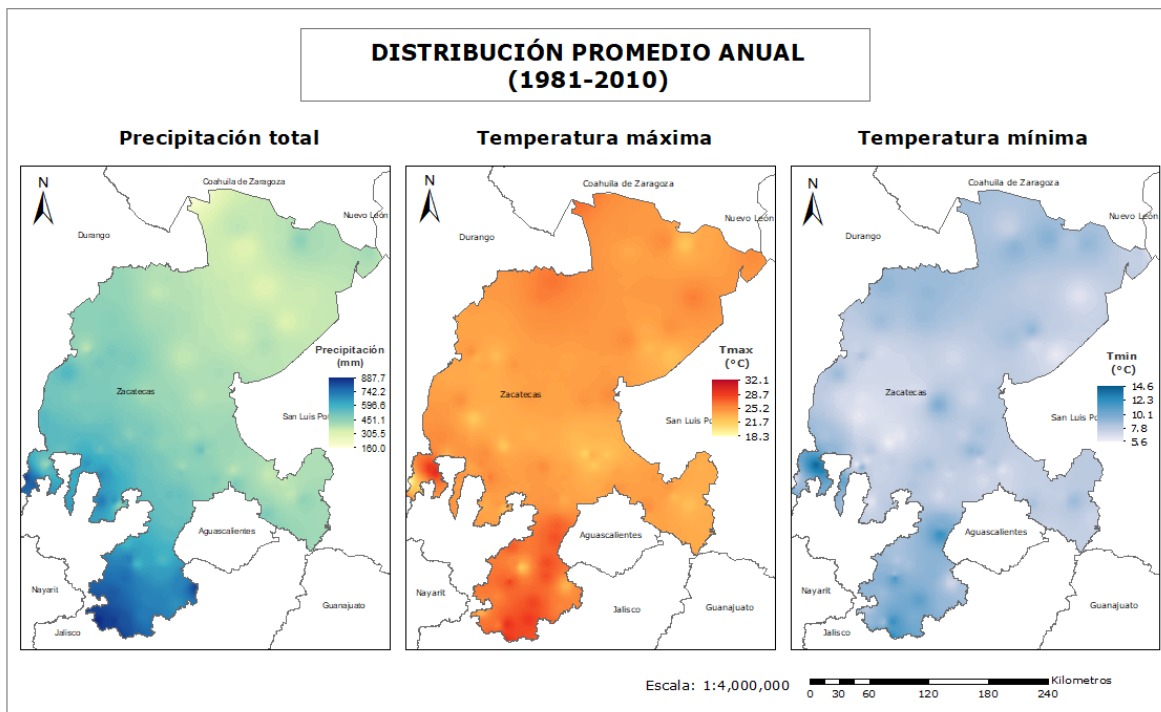 DISTRIBUCIÓN PROMEDIO ANUAL
(1981-2010)
Precipitación total
N
Coahuila de Zaragoza
Nuevo León
Durango
Precipitación
(mm)
887.7
742.2
596.6
451.1
305.5
160.0
Zacatecas
San Luis Pot
Aguascalientes
Nayarit
Guanajuato
Jalisco
Temperatura máxima
N
Coahuila de Zaragoza
Nuevo León
Durango
Tmax
(°C)
32.1
28.7
25.2
21.7
18.3
Zacatecas
San Luis Po
Aguascalientes
Nayarit
Jalisco
Guanajuato
Temperatura mínima
N
Coahuila de Zaragoza
Nuevo León
Durango
Tmin
(°C)
14.6
12.3
10.1
7.8
5.6
Zacatecas
San Luis Po
Aguascalientes
Nayarit
Jalisco
Guanajuato
Escala: 1:4,000,000
Kilometros
0 30 60 120 180 240